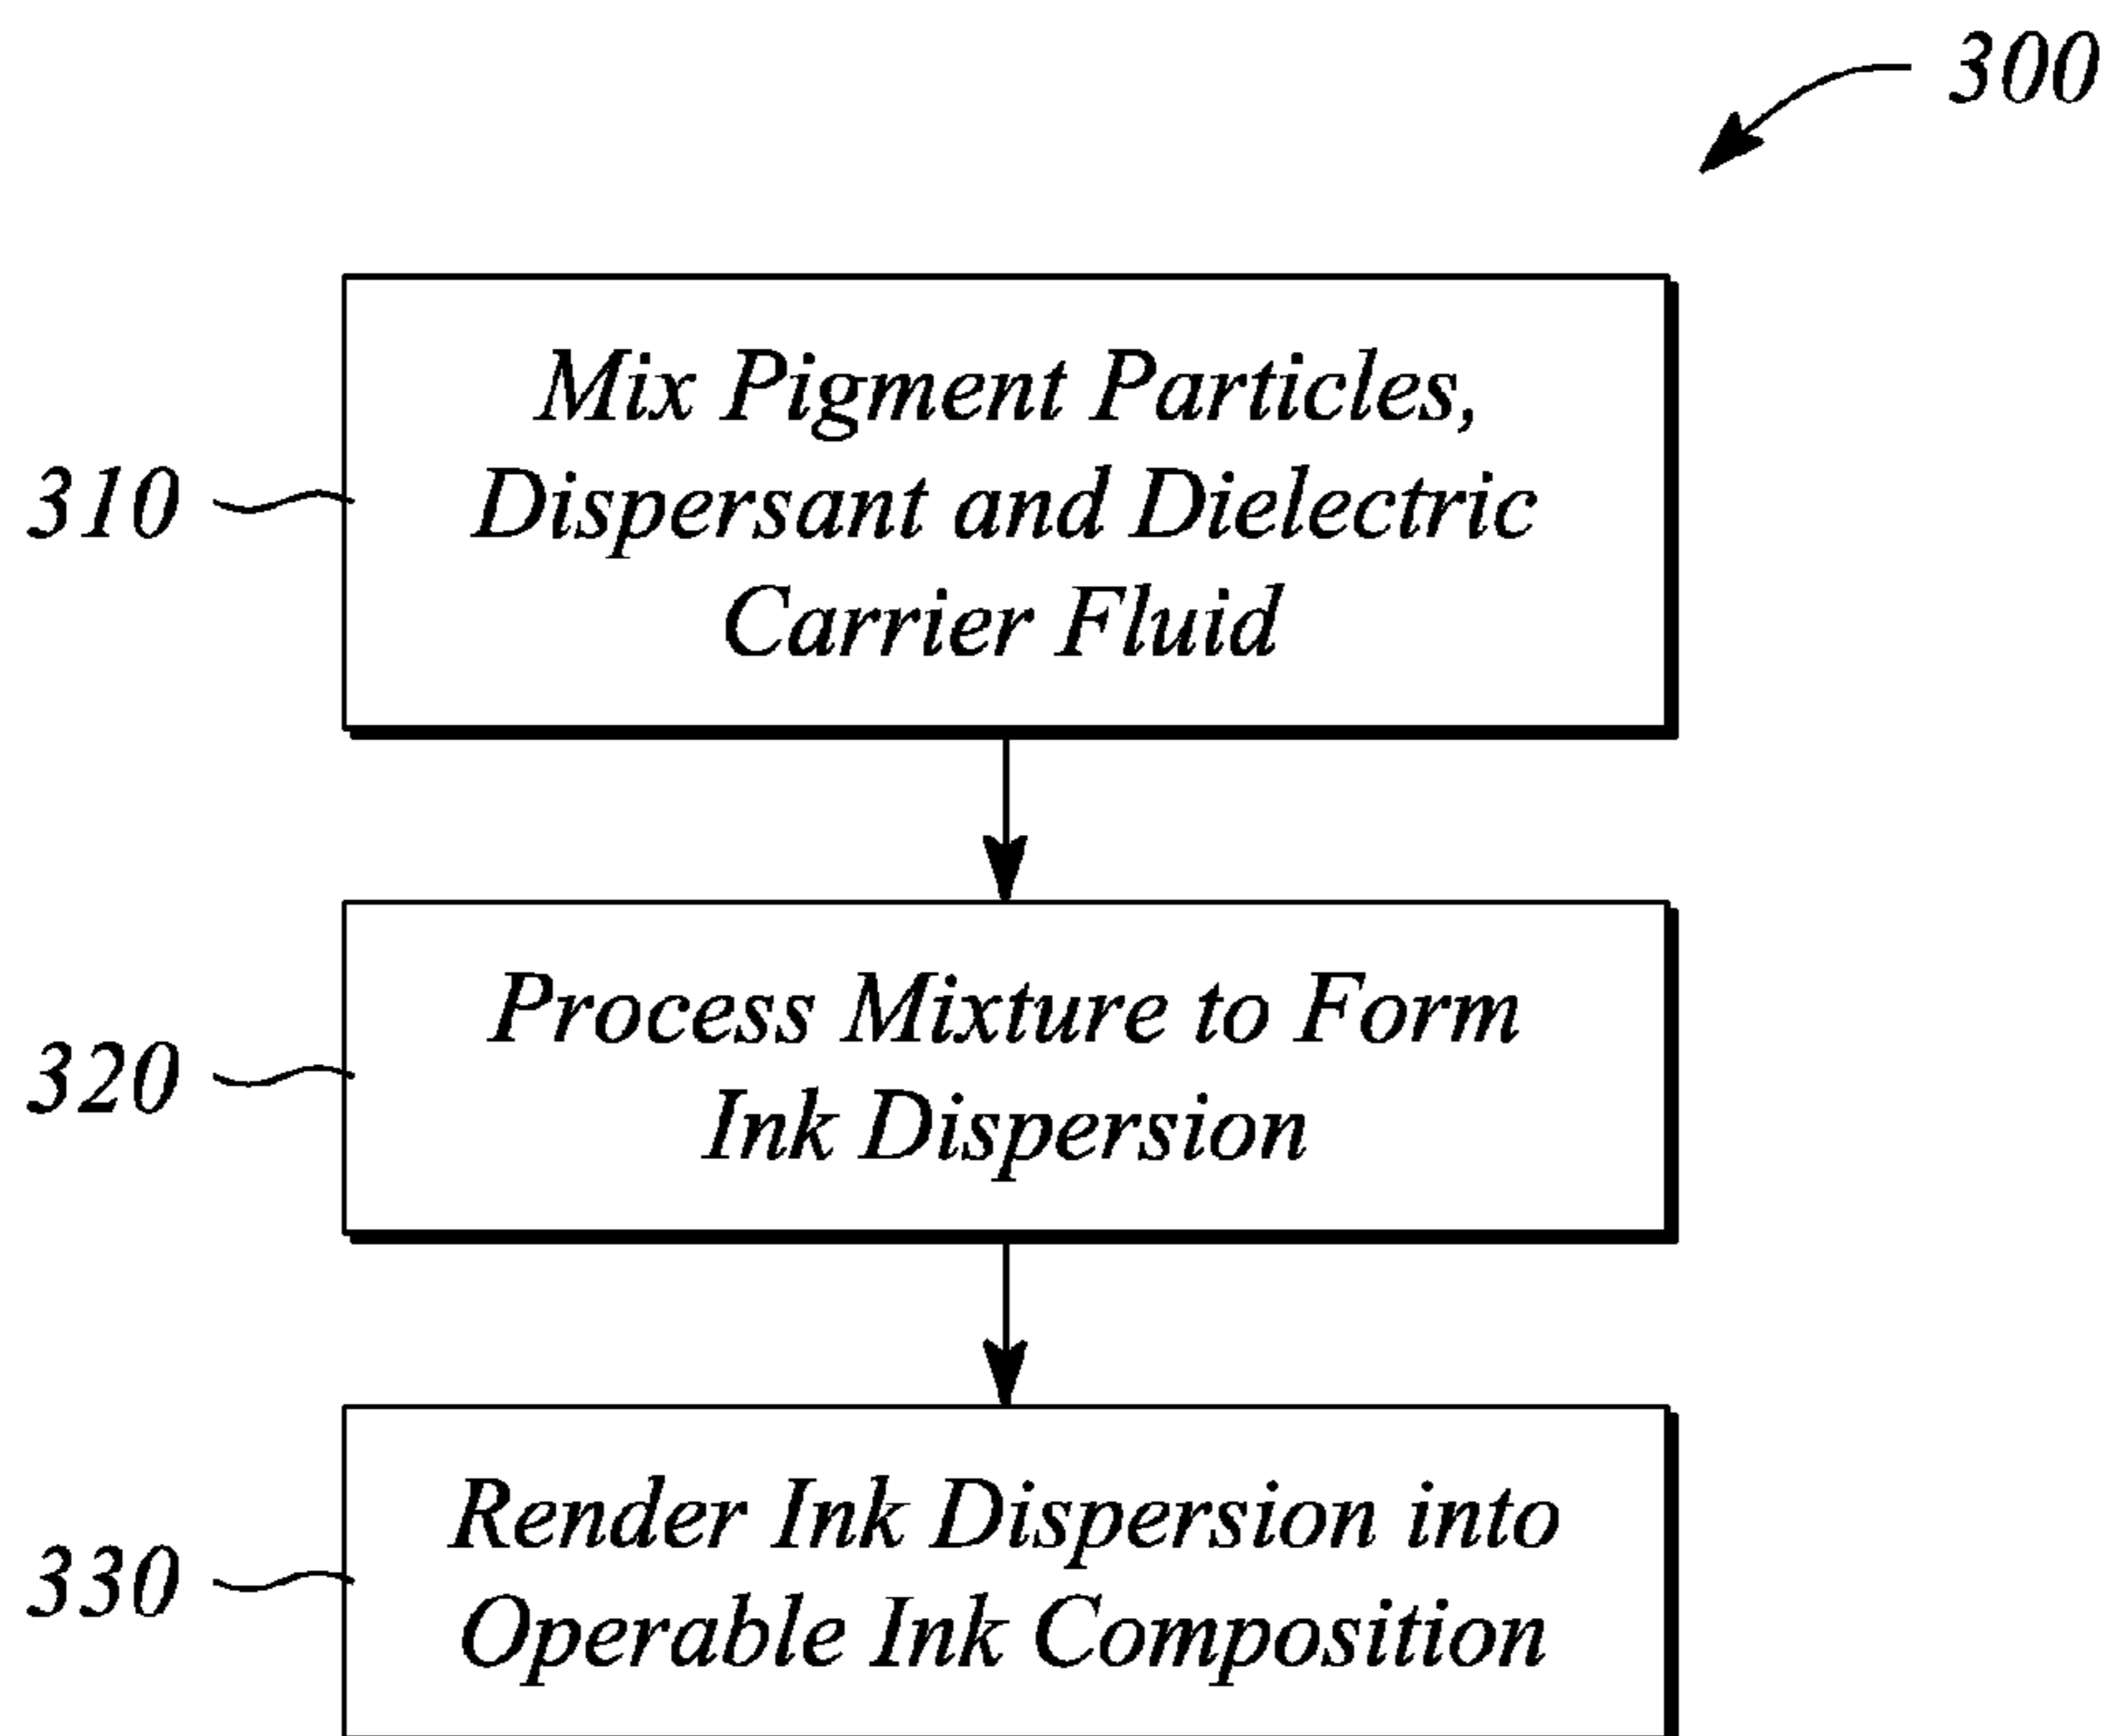 300
310
Mix Pigment Particles,
Dispersant and Dielectric
Carrier Fluid
320
Process Mixture to Form
Ink Dispersion
330
Render Ink Dispersion into
Operable Ink Composition